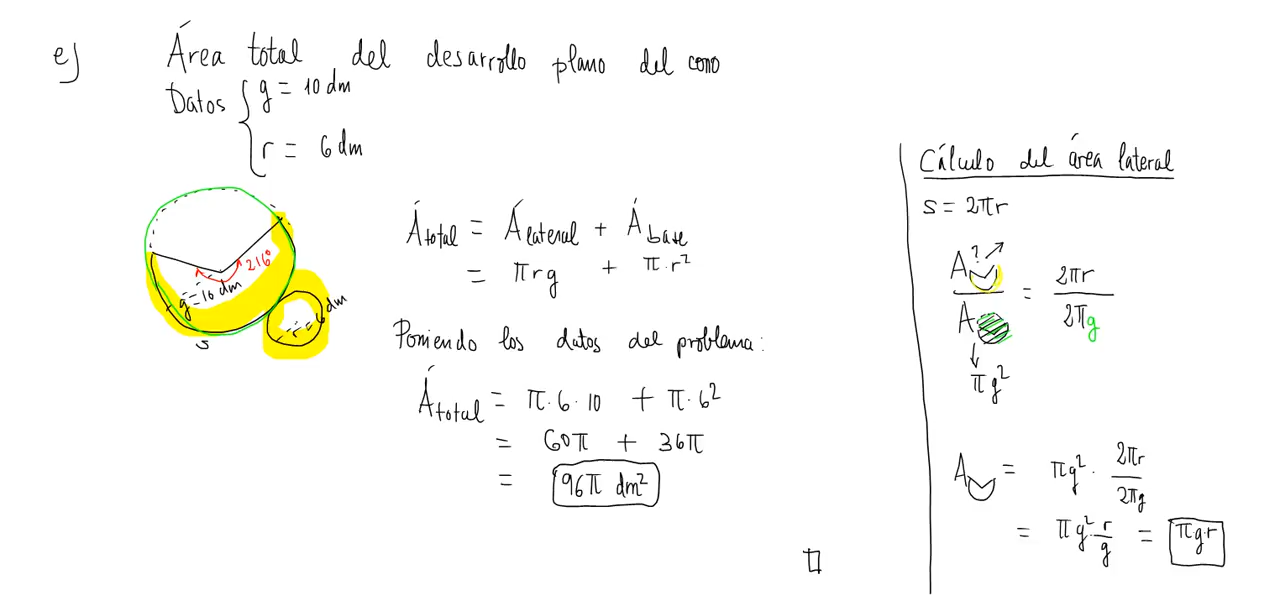 e)
Área total del desarrollo plano del cono
Datos { g = 10 dm
r = 6 dm
216°
g = 10 dm
r = 6 dm
s
Átotal = Álateral + Ábase
= πrg + π·r²
Poniendo los datos del problema:
Átotal = π·6·10 + π·6²
= 60π + 36π
= 96π dm²
Cálculo del área lateral
s = 2πr
A ?
A
= 2πr / 2πg
πg²
A = πg² · 2πr / 2πg
= πg² · r/g = πg·r